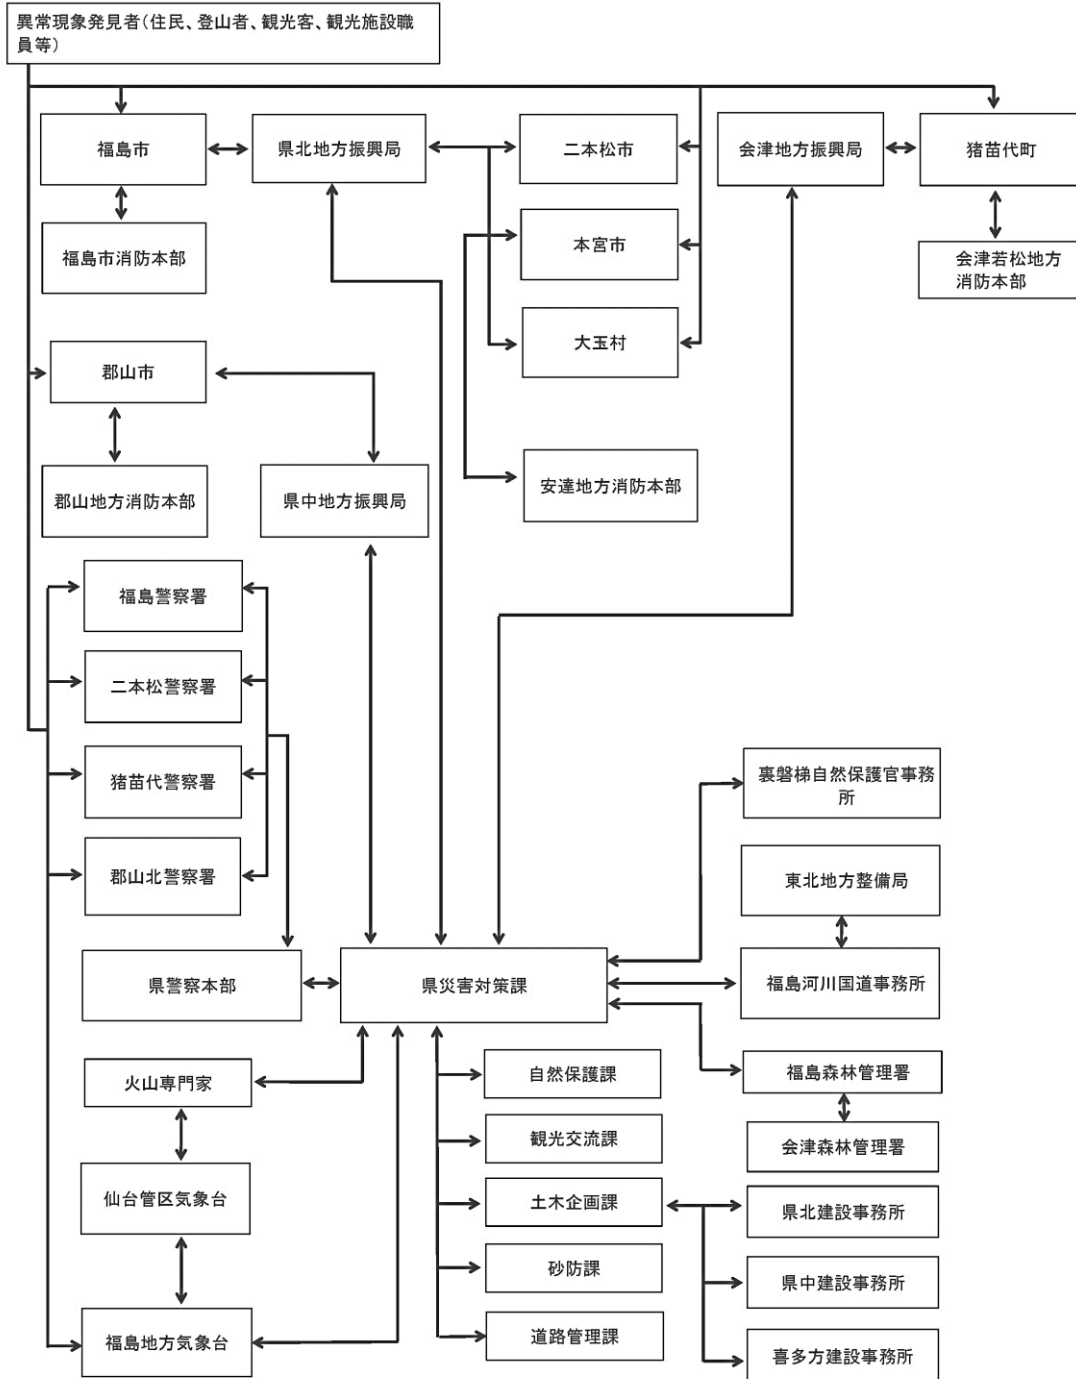 異常現象発見者(住民、登山者、観光客、観光施設職
員等)
福島市
県北地方振興局
二本松市
会津地方振興局
猪苗代町
福島市消防本部
本宮市
会津若松地方
消防本部
大玉村
郡山市
郡山地方消防本部
県中地方振興局
安達地方消防本部
福島警察署
二本松警察署
猪苗代警察署
郡山北警察署
裏磐梯自然保護官事務
所
東北地方整備局
県警察本部
県災害対策課
福島河川国道事務所
火山専門家
自然保護課
福島森林管理署
観光交流課
会津森林管理署
仙台管区気象台
土木企画課
県北建設事務所
砂防課
県中建設事務所
福島地方気象台
道路管理課
喜多方建設事務所